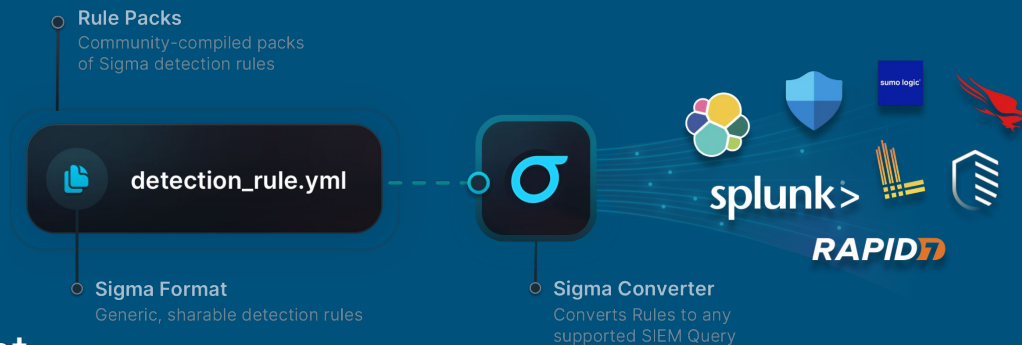 Rule Packs
Community-compiled packs
of Sigma detection rules
detection_rule.yml
sumo logic
splunk>
RAPID7
Sigma Format
Generic, sharable detection rules
Sigma Converter
Converts Rules to any
supported SIEM Query